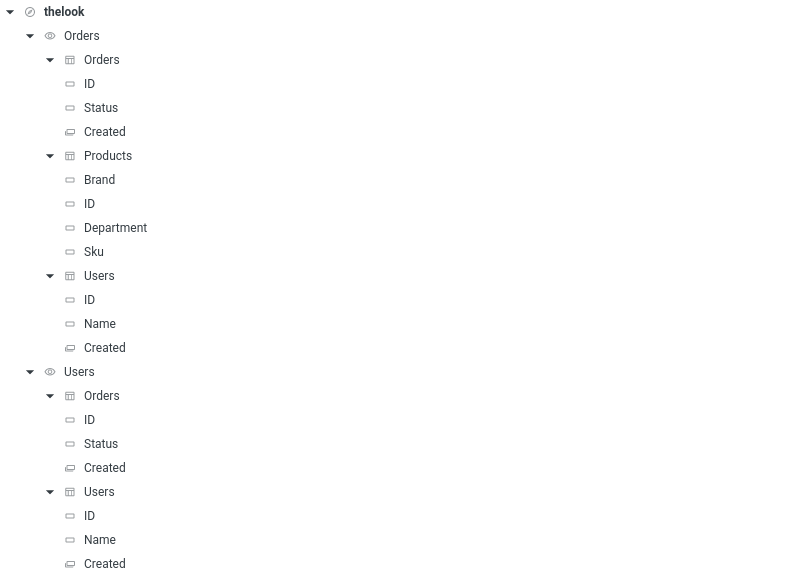 thelook
Orders
Orders
ID
Status
Created
Products
Brand
ID
Department
Sku
Users
ID
Name
Created
Users
Orders
ID
Status
Created
Users
ID
Name
Created